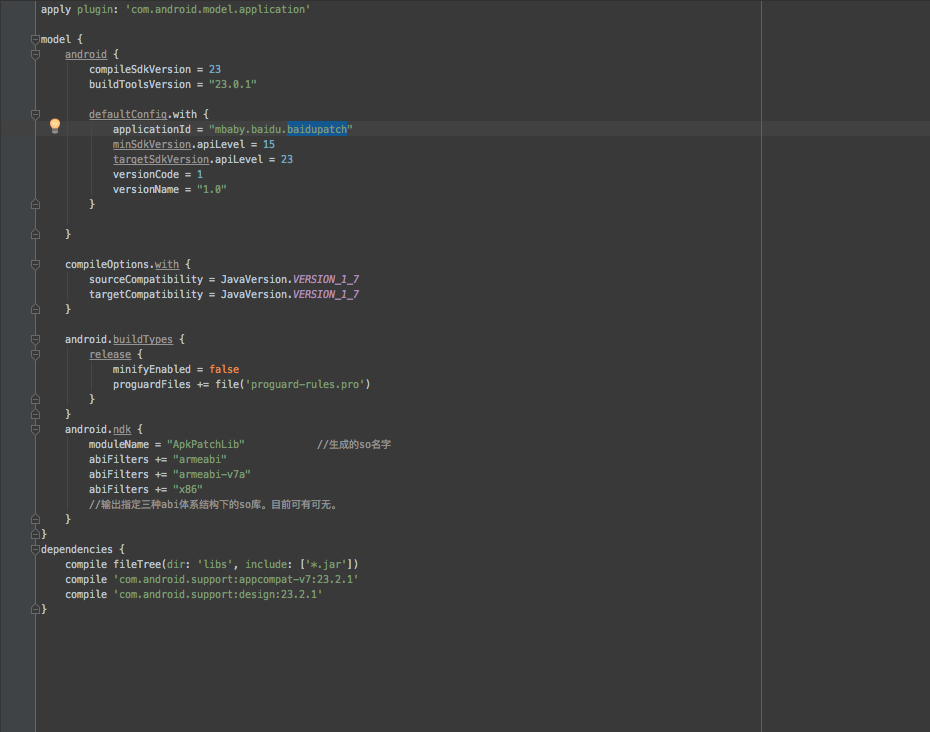 apply plugin: 'com.android.model.application'
model {
android {
compileSdkVersion = 23
buildToolsVersion = "23.0.1"
defaultConfig.with {
applicationId = "mbaby.baidu.baidupatch"
minSdkVersion.apiLevel = 15
targetSdkVersion.apiLevel = 23
versionCode = 1
versionName = "1.0"
}
}
compileOptions.with {
sourceCompatibility = JavaVersion.VERSION_1_7
targetCompatibility = JavaVersion.VERSION_1_7
}
android.buildTypes {
release {
minifyEnabled = false
proguardFiles += file('proguard-rules.pro')
}
}
android.ndk {
moduleName = "ApkPatchLib" //生成的so名字
abiFilters += "armeabi"
abiFilters += "armeabi-v7a"
abiFilters += "x86"
//输出指定三种abi体系结构下的so库。目前可有可无。
}
}
dependencies {
compile fileTree(dir: 'libs', include: ['*.jar'])
compile 'com.android.support:appcompat-v7:23.2.1'
compile 'com.android.support:design:23.2.1'
}